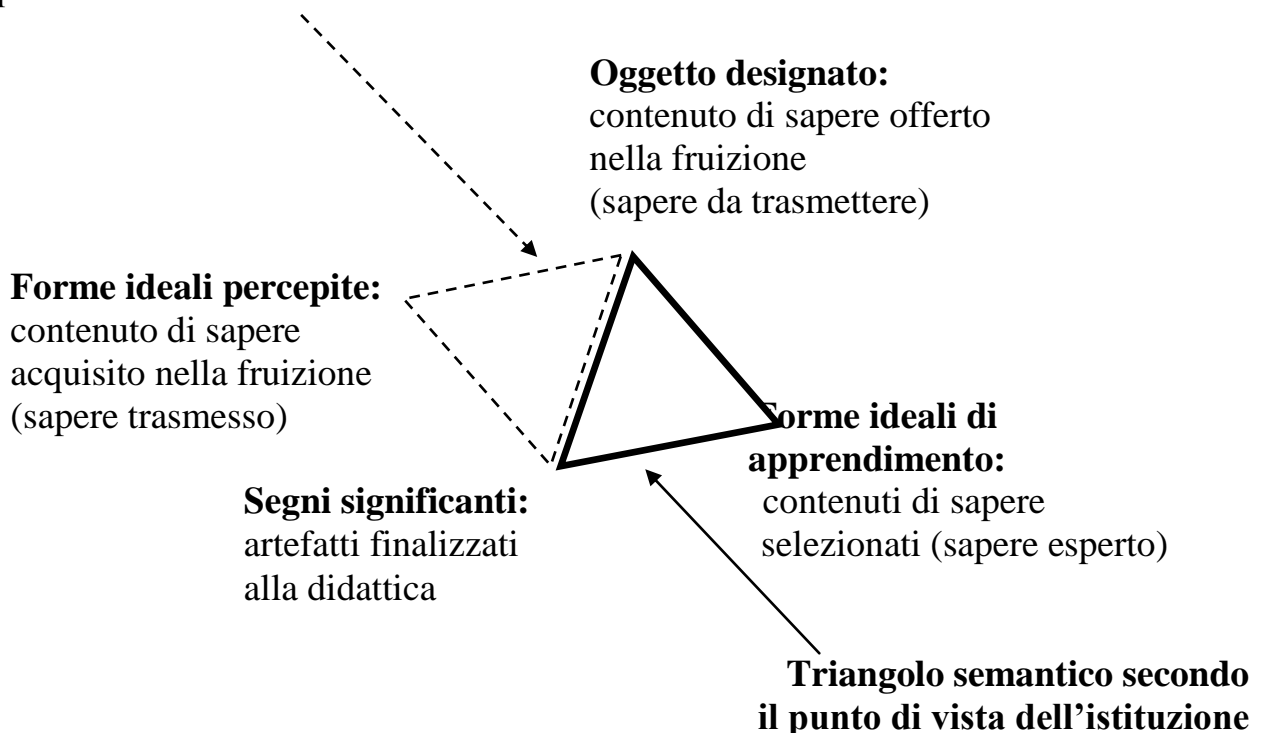 Oggetto designato:
contenuto di sapere offerto
nella fruizione
(sapere da trasmettere)
Forme ideali percepite:
contenuto di sapere
acquisito nella fruizione
(sapere trasmesso)
Forme ideali di
apprendimento:
contenuti di sapere
selezionati (sapere esperto)
Segni significanti:
artefatti finalizzati
alla didattica
Triangolo semantico secondo
il punto di vista dell’istituzione